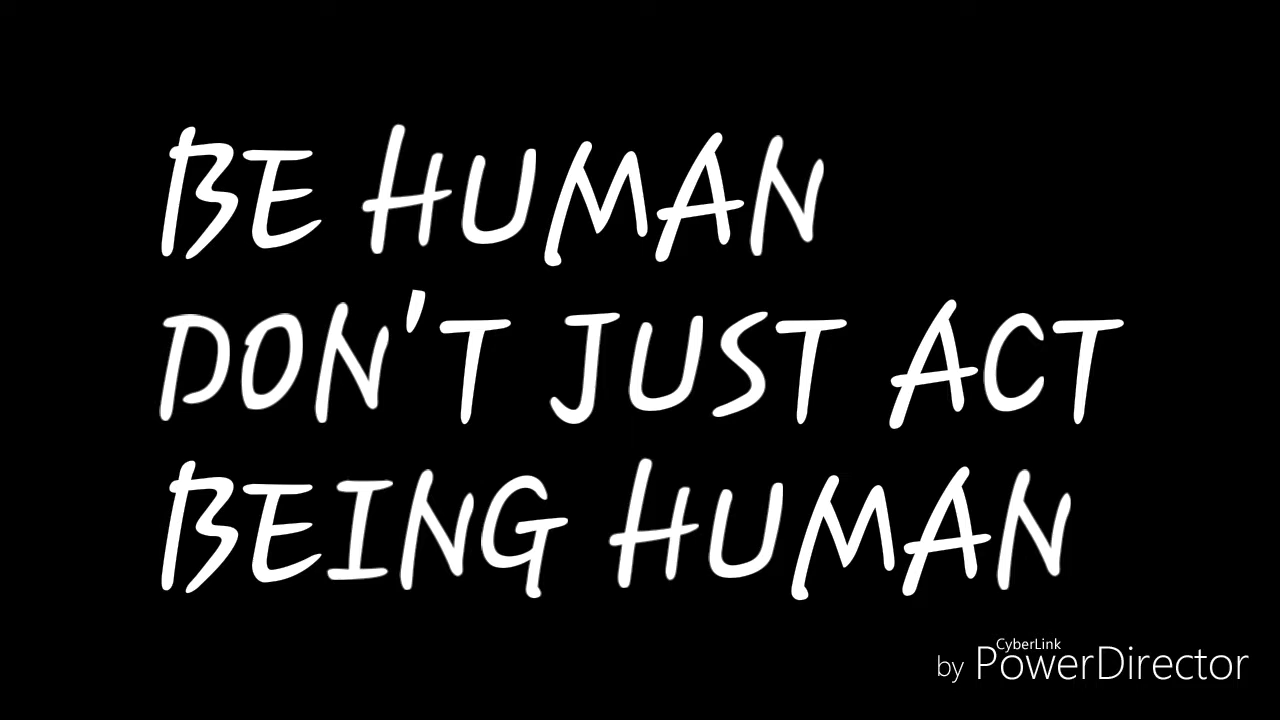 BE HUMAN
DON'T JUST ACT
BEING HUMAN
CyberLink
by PowerDirector